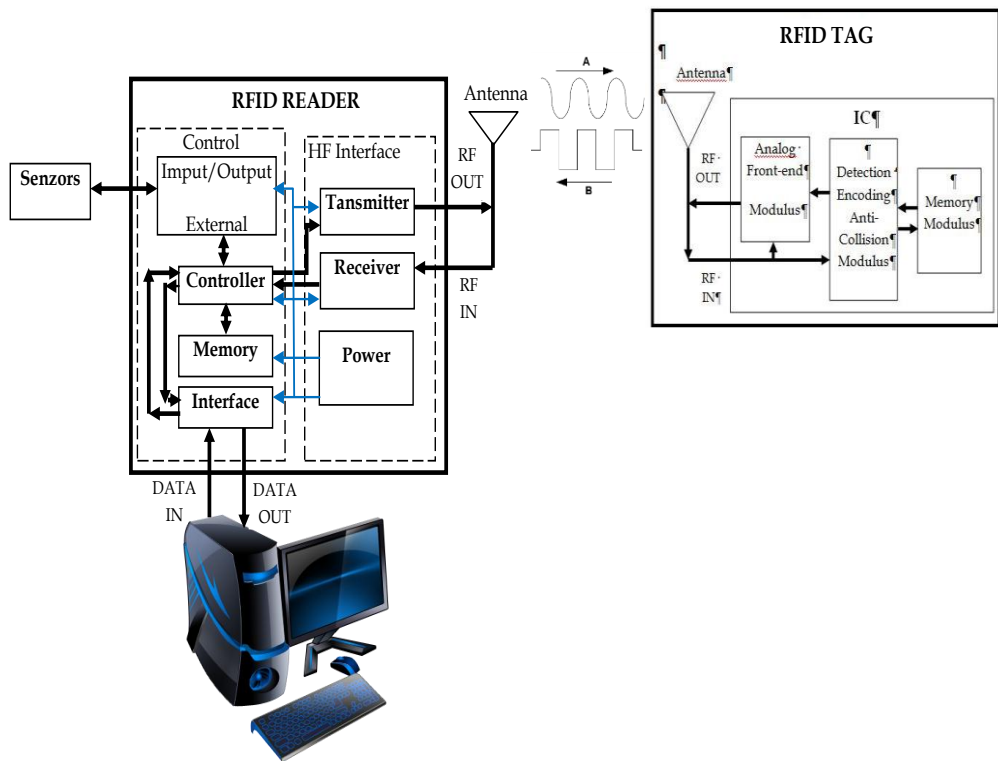 RFID READER
Control
Imput/Output
External
Controller
Memory
Interface
HF Interface
Transmitter
Receiver
Power
Senzors
Antenna
RF
OUT
RF
IN
DATA
IN
DATA
OUT
A
B
RFID TAG
¶
Antenna¶
¶
RF·
OUT
RF·
IN¶
IC¶
Analog·
Front-end
Modulus¶
¶
Detection¶
Encoding¶
Anti-
Collision
Modulus¶
¶
Memory
Modulus¶